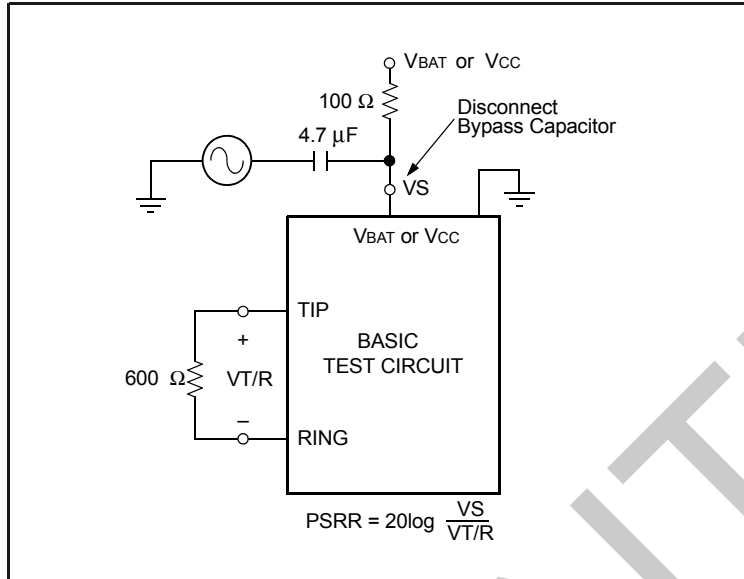 VBAT or VCC
100 Ω
Disconnect
Bypass Capacitor
4.7 μF
VS
VBAT or VCC
TIP
+
BASIC
TEST CIRCUIT
600 Ω
VT/R
–
RING
PSRR = 20log VS
VT/R